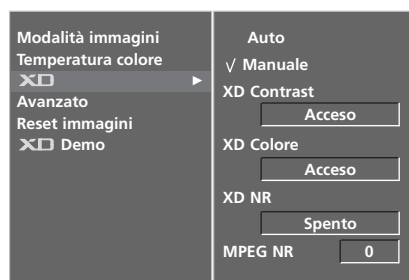 Modalità immagini
Temperatura colore
XD ►
Avanzato
Reset immagini
XD Demo
Auto
√ Manuale
XD Contrast
Acceso
XD Colore
Acceso
XD NR
Spento
MPEG NR 0